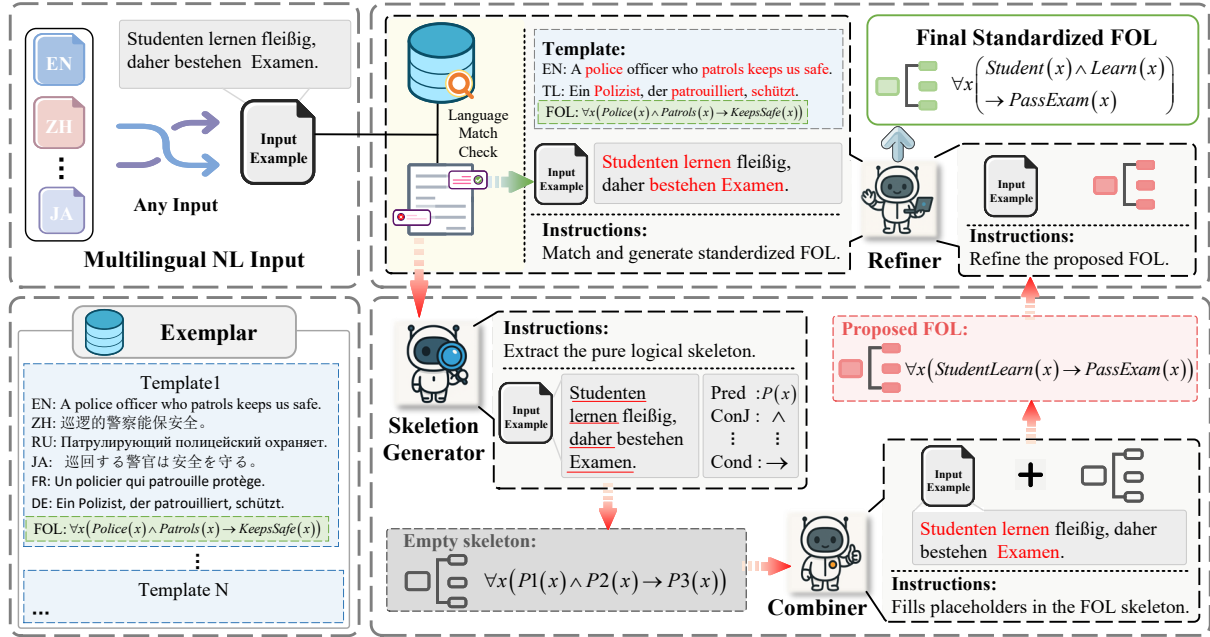 EN
ZH
JA
Studenten lernen fleißig,
daher bestehen Examen.
Input
Example
Any Input
Multilingual NL Input
Language
Match
Check
Template:
EN: A police officer who patrols keeps us safe.
TL: Ein Polizist, der patrouilliert, schützt.
FOL: ∀x(Police(x) ∧ Patrols(x) → KeepsSafe(x))
Input
Example
Studenten lernen fleißig,
daher bestehen Examen.
Instructions:
Match and generate standerdized FOL.
Refiner
Final Standardized FOL
∀x(Student(x) ∧ Learn(x)
→ PassExam(x))
Input
Example
Instructions:
Refine the proposed FOL.
Exemplar
Template1
EN: A police officer who patrols keeps us safe.
ZH: 巡逻的警察能保安全。
RU: Патрулирующий полицейский охраняет.
JA: 巡回する警官は安全を守る。
FR: Un policier qui patrouille protège.
DE: Ein Polizist, der patrouilliert, schützt.
FOL: ∀x(Police(x) ∧ Patrols(x) → KeepsSafe(x))
Template N
...
Skeletion
Generator
Instructions:
Extract the pure logical skeleton.
Input
Example
Studenten
lernen fleißig,
daher bestehen
Examen.
Pred : P(x)
ConJ : ∧
Cond : →
Empty skeleton:
∀x(P1(x) ∧ P2(x) → P3(x))
Combiner
Proposed FOL:
∀x(StudentLearn(x) → PassExam(x))
Input
Example
+
Studenten lernen fleißig, daher
bestehen Examen.
Instructions:
Fills placeholders in the FOL skeleton.